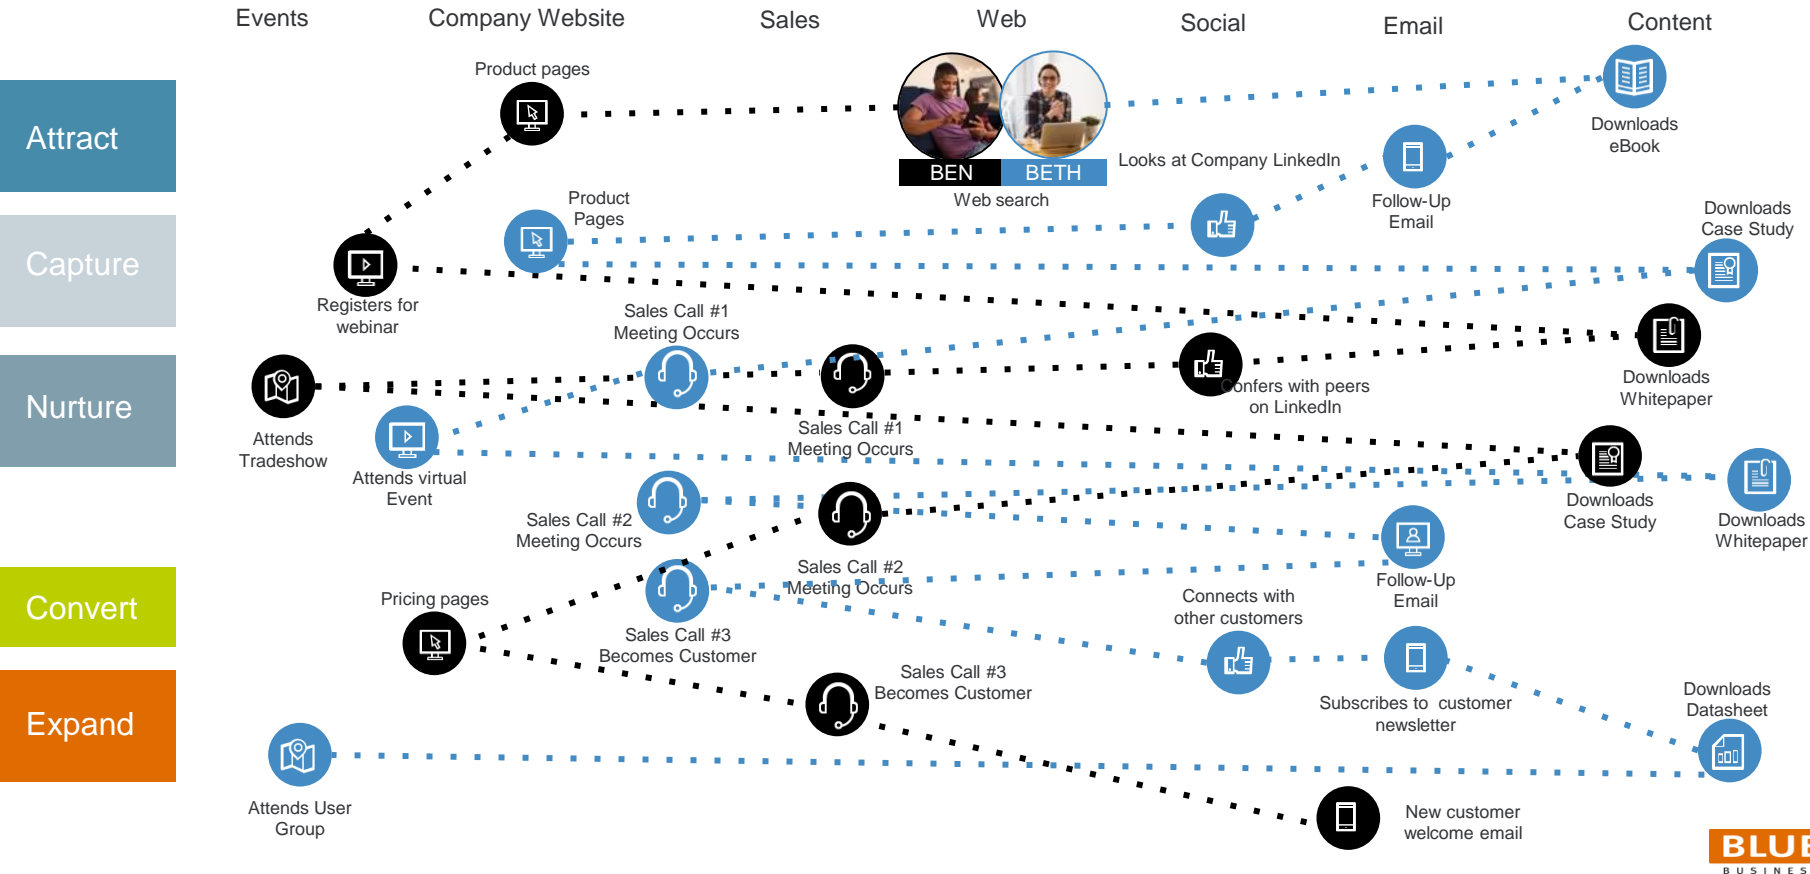 Events
Company Website
Sales
Web
Social
Email
Content
Attract
Product pages
BEN
BETH
Web search
Looks at Company LinkedIn
Follow-Up
Email
Downloads
eBook
Capture
Product
Pages
Downloads
Case Study
Registers for
webinar
Sales Call #1
Meeting Occurs
Nurture
Attends
Tradeshow
Sales Call #1
Meeting Occurs
Confers with peers
on LinkedIn
Downloads
Whitepaper
Attends virtual
Event
Sales Call #2
Meeting Occurs
Downloads
Case Study
Downloads
Whitepaper
Convert
Pricing pages
Sales Call #2
Meeting Occurs
Follow-Up
Email
Sales Call #3
Becomes Customer
Connects with
other customers
Expand
Sales Call #3
Becomes Customer
Subscribes to customer
newsletter
Downloads
Datasheet
Attends User
Group
New customer
welcome email